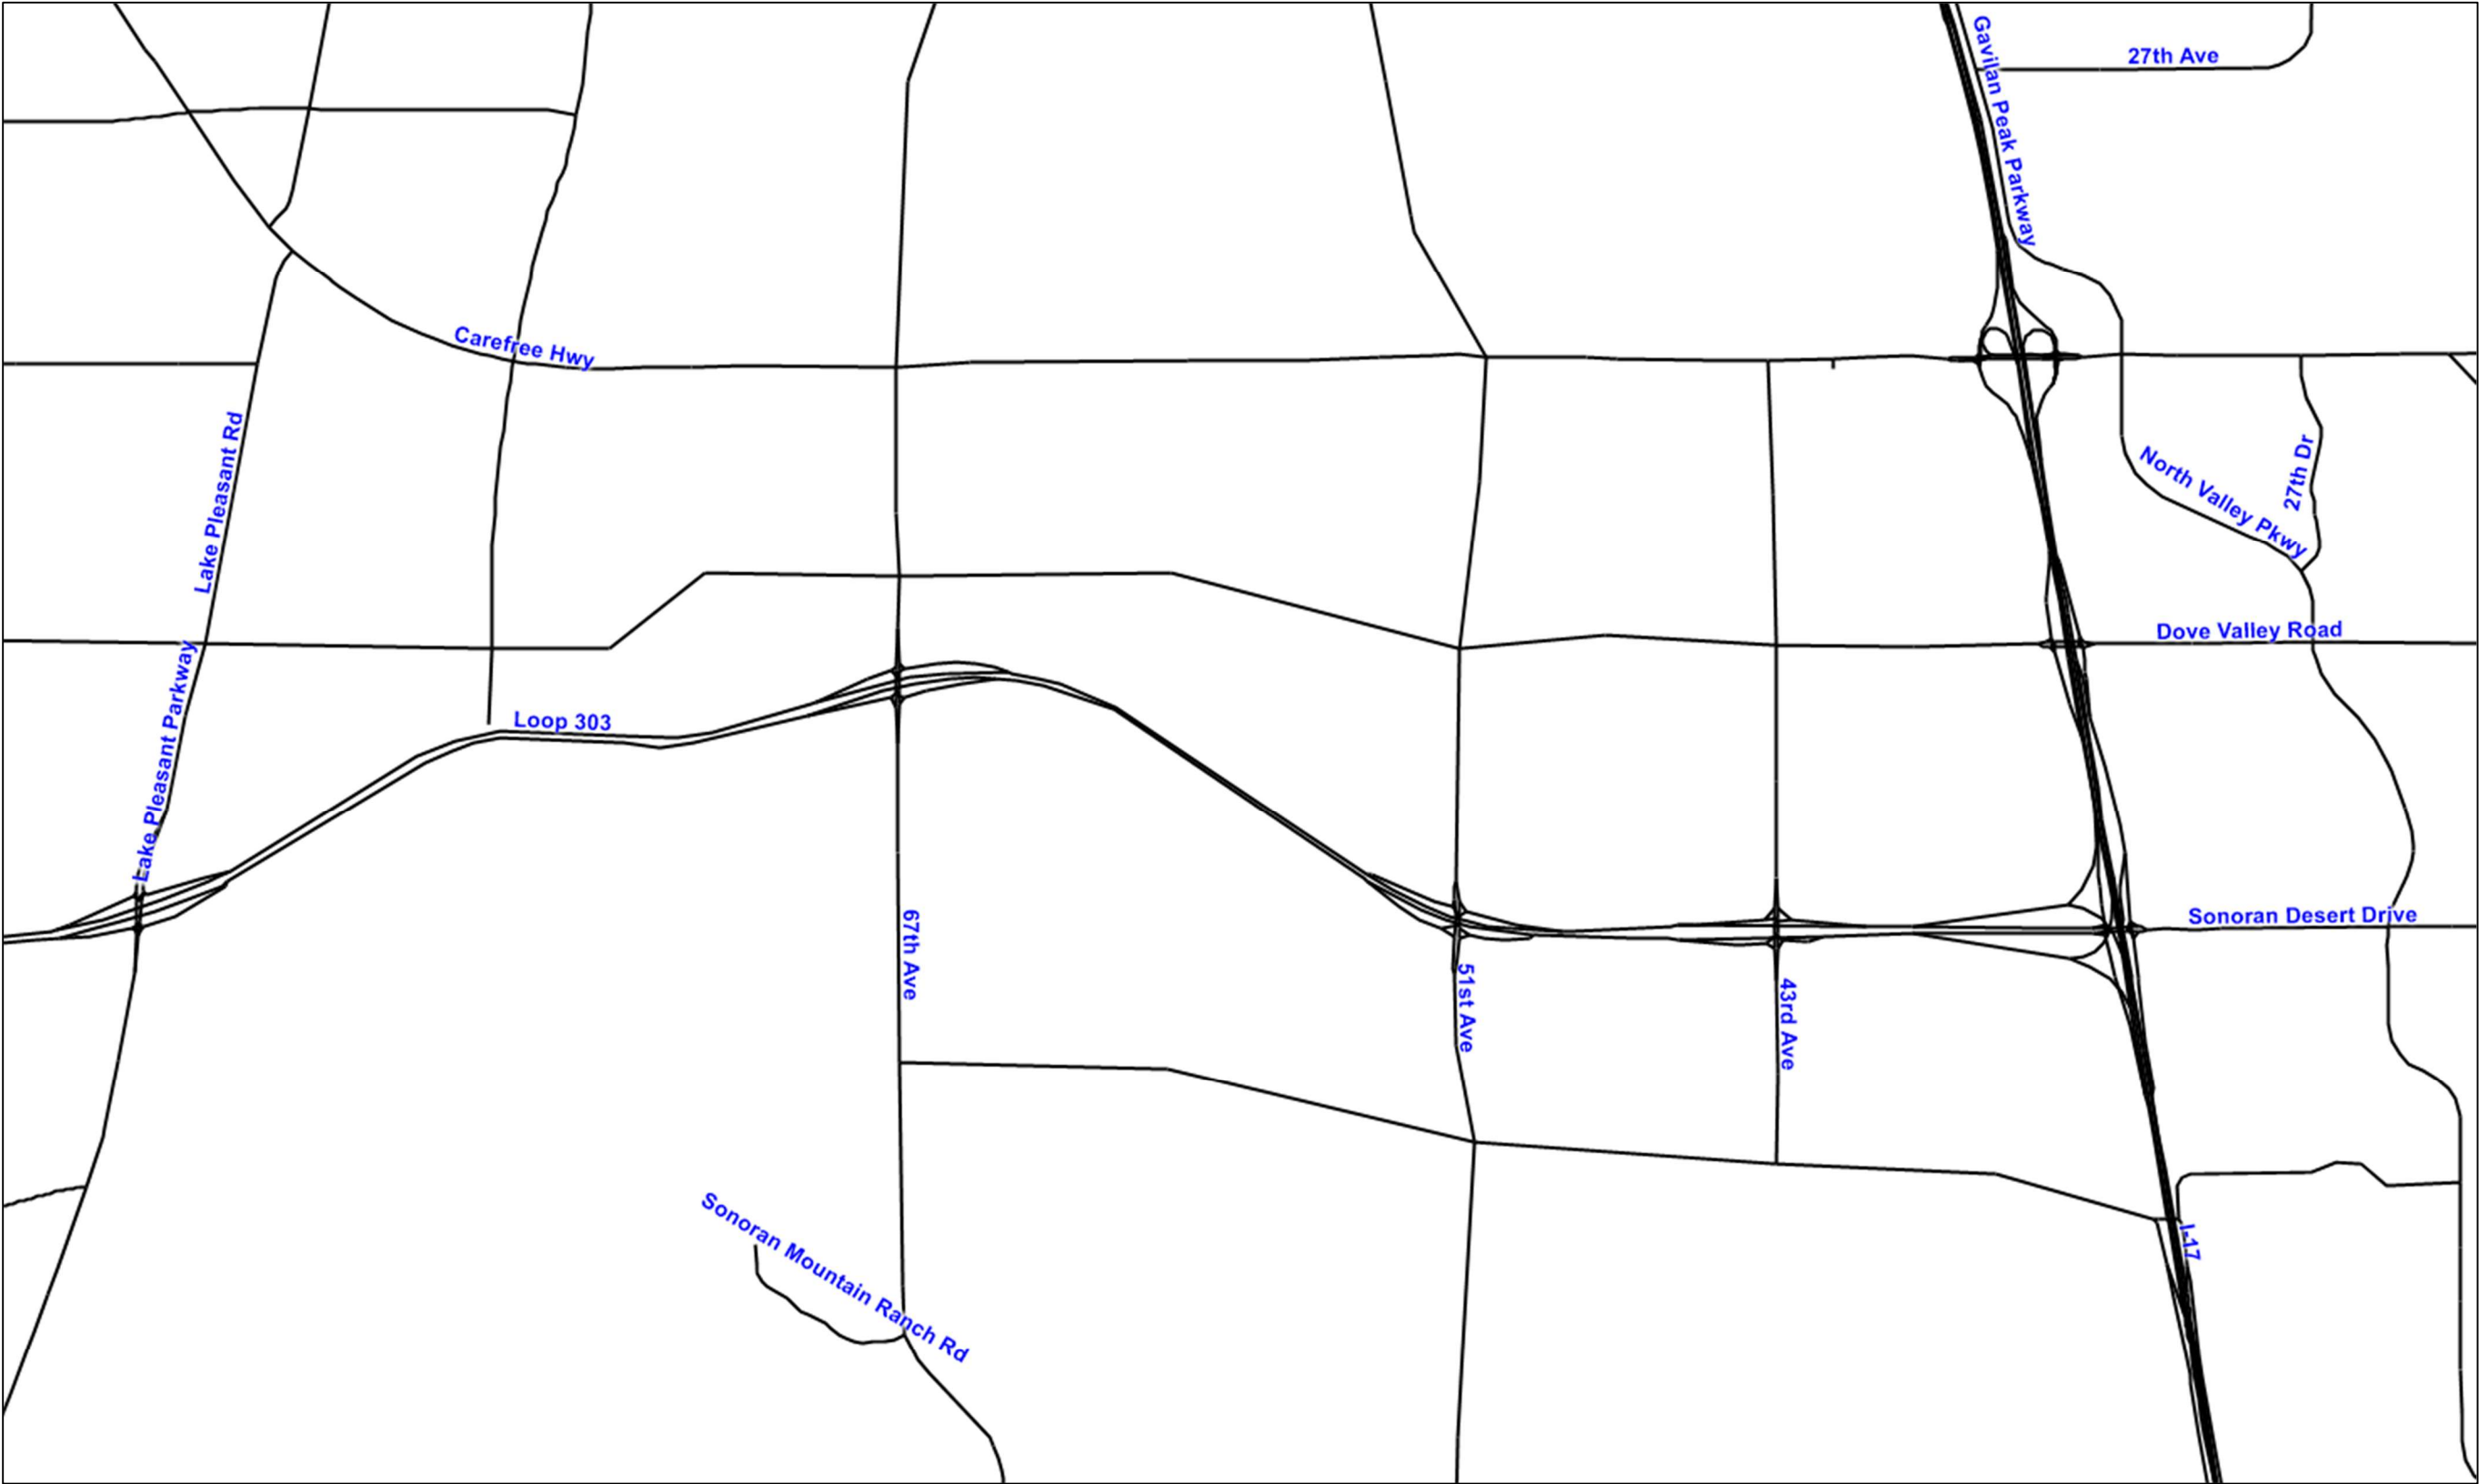 Gavilan Peak Parkway
27th Ave
Carefree Hwy
Lake Pleasant Rd
North Valley Pkwy
27th Dr
Dove Valley Road
Lake Pleasant Parkway
Loop 303
67th Ave
Sonoran Desert Drive
51st Ave
43rd Ave
Sonoran Mountain Ranch Rd
I-17